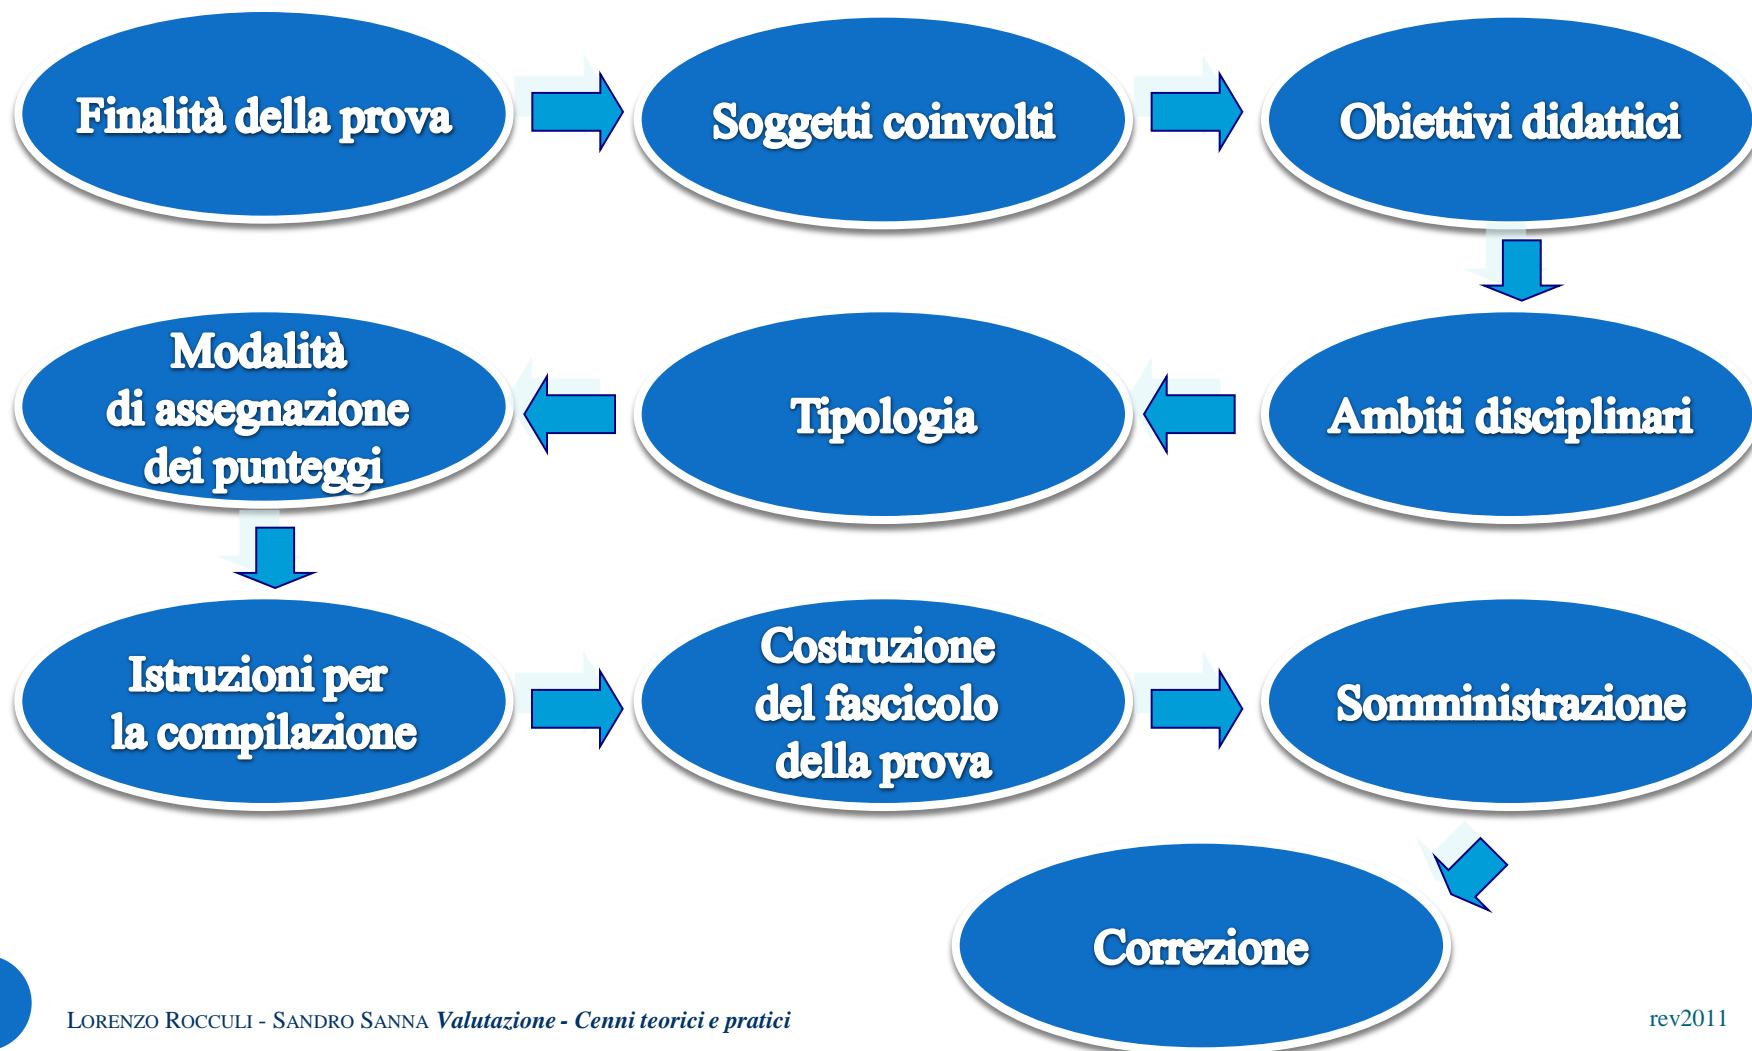 Finalità della prova
Soggetti coinvolti
Obiettivi didattici
Modalità
di assegnazione
dei punteggi
Tipologia
Ambiti disciplinari
Istruzioni per
la compilazione
Costruzione
del fascicolo
della prova
Somministrazione
Correzione
LORENZO ROCCULI - SANDRO SANNA Valutazione - Cenni teorici e pratici
rev2011